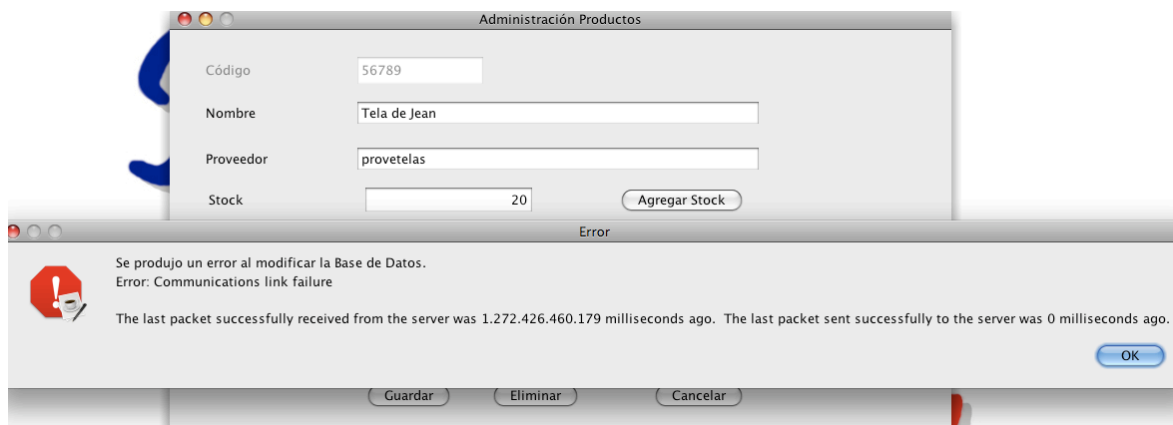 Administración Productos
Código 56789
Nombre Tela de Jean
Proveedor provetelas
Stock 20 Agregar Stock
Error
Se produjo un error al modificar la Base de Datos.
Error: Communications link failure
The last packet successfully received from the server was 1.272.426.460.179 milliseconds ago. The last packet sent successfully to the server was 0 milliseconds ago.
OK
Guardar Eliminar Cancelar